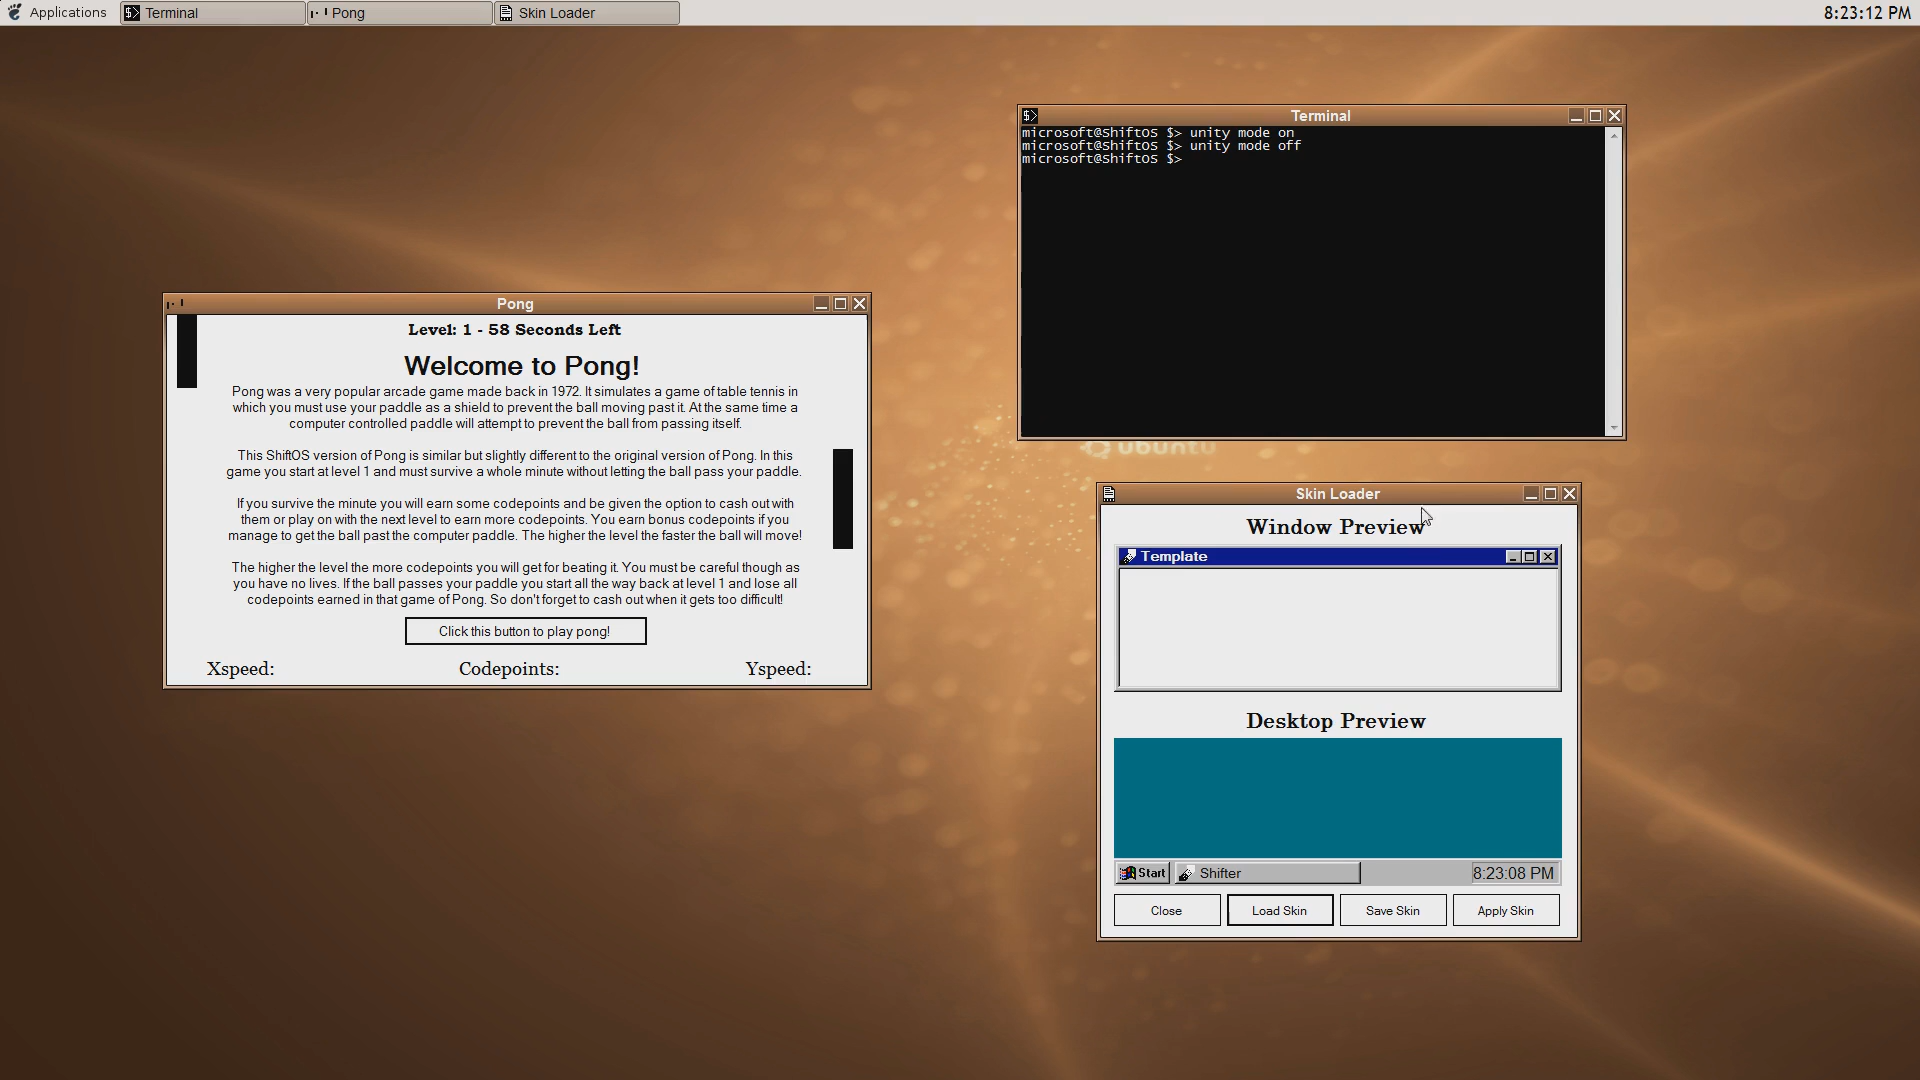 Applications
Terminal
Pong
Skin Loader
8:23:12 PM
Terminal
microsoft@ShiftOS $> unity mode on
microsoft@ShiftOS $> unity mode off
microsoft@ShiftOS $>
ubuntu
Pong
Level: 1 - 58 Seconds Left
Welcome to Pong!
Pong was a very popular arcade game made back in 1972. It simulates a game of table tennis in
which you must use your paddle as a shield to prevent the ball moving past it. At the same time a
computer controlled paddle will attempt to prevent the ball from passing itself.
This ShiftOS version of Pong is similar but slightly different to the original version of Pong. In this
game you start at level 1 and must survive a whole minute without letting the ball pass your paddle.
If you survive the minute you will earn some codepoints and be given the option to cash out with
them or play on with the next level to earn more codepoints. You earn bonus codepoints if you
manage to get the ball past the computer paddle. The higher the level the faster the ball will move!
The higher the level the more codepoints you will get for beating it. You must be careful though as
you have no lives. If the ball passes your paddle you start all the way back at level 1 and lose all
codepoints earned in that game of Pong. So don't forget to cash out when it gets too difficult!
Click this button to play pong!
Xspeed:
Codepoints:
Yspeed:
Skin Loader
Window Preview
Template
Desktop Preview
Start
Shifter
8:23:08 PM
Close
Load Skin
Save Skin
Apply Skin